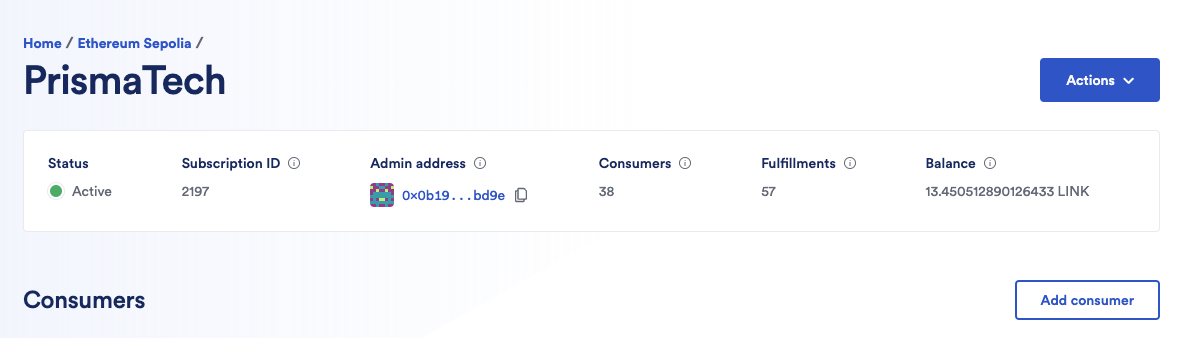 Home / Ethereum Sepolia /
PrismaTech
Actions
Status Subscription ID Admin address Consumers Fulfillments Balance
Active 2197 0x0b19...bd9e 38 57 13.450512890126433 LINK
Consumers
Add consumer